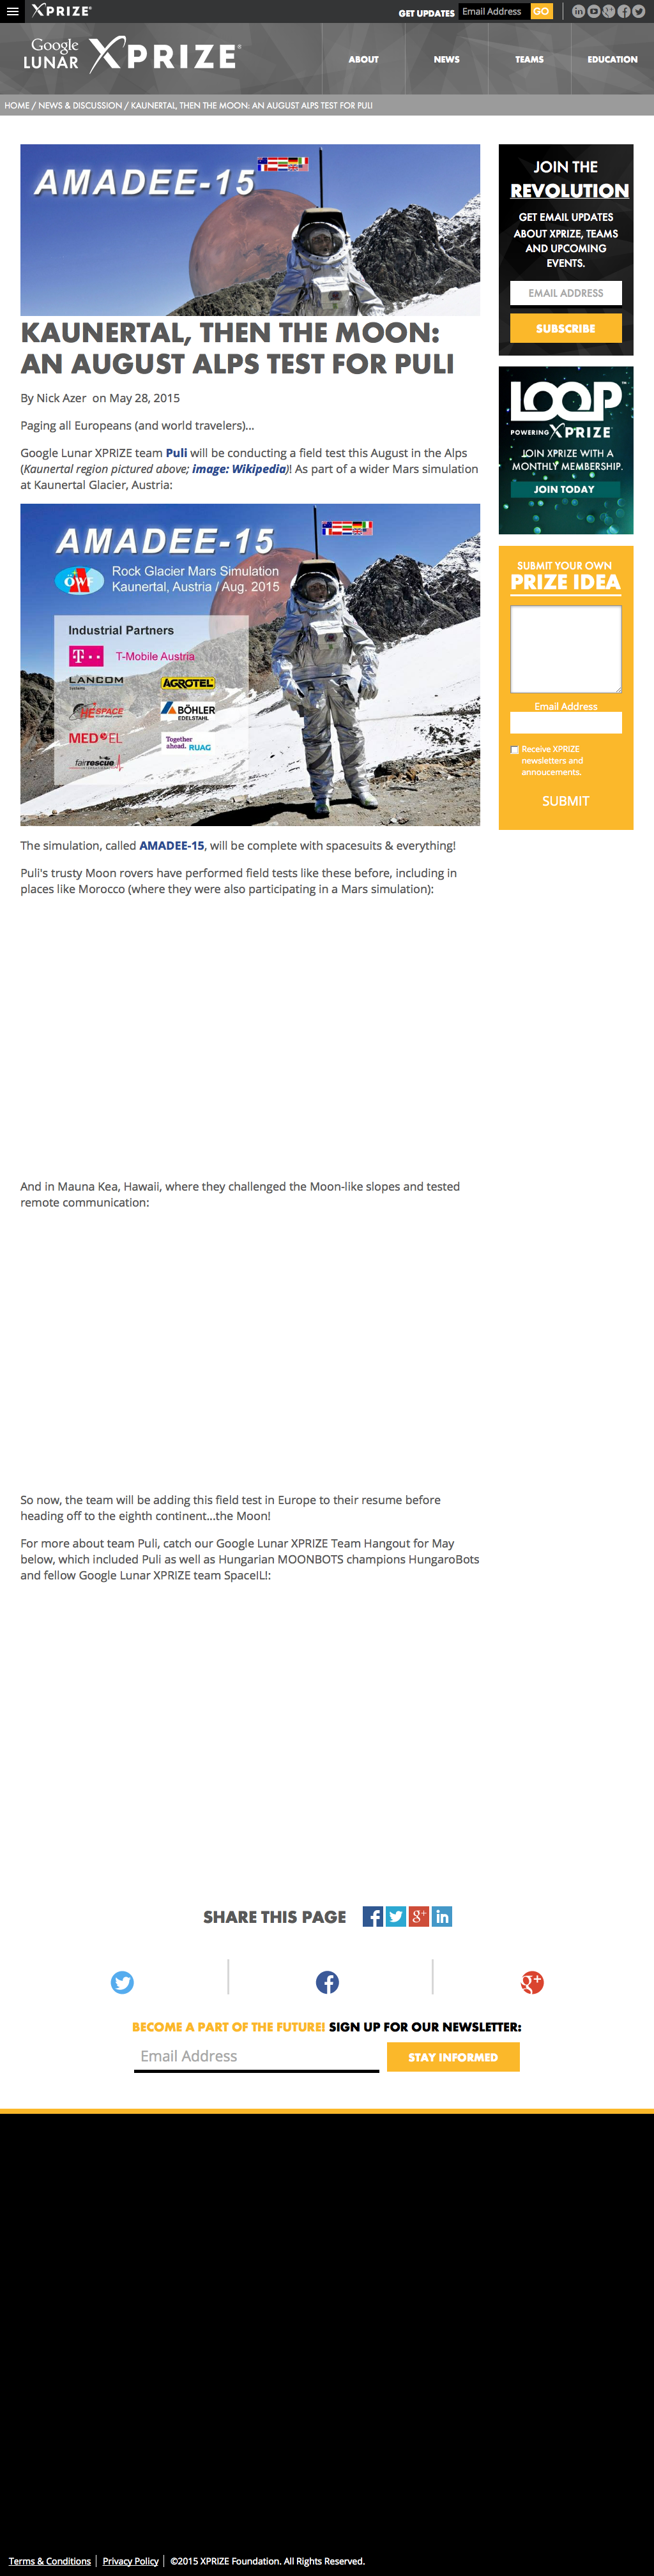 XPRIZE®
GET UPDATES
Email Address
GO
Google
LUNAR XPRIZE®
ABOUT
NEWS
TEAMS
EDUCATION
HOME / NEWS & DISCUSSION / KAUNERTAL, THEN THE MOON: AN AUGUST ALPS TEST FOR PULI
AMADEE-15
KAUNERTAL, THEN THE MOON:
AN AUGUST ALPS TEST FOR PULI
By Nick Azer on May 28, 2015
Paging all Europeans (and world travelers)...
Google Lunar XPRIZE team Puli will be conducting a field test this August in the Alps
(Kaunertal region pictured above; image: Wikipedia)! As part of a wider Mars simulation
at Kaunertal Glacier, Austria:
AMADEE-15
ÖWF
Rock Glacier Mars Simulation
Kaunertal, Austria / Aug. 2015
Industrial Partners
T-Mobile Austria
LANCOM
Systems
AGROTEL
HE SPACE
BÖHLER
EDELSTAHL
MED EL
Together
ahead. RUAG
fairrescue
The simulation, called AMADEE-15, will be complete with spacesuits & everything!
Puli's trusty Moon rovers have performed field tests like these before, including in
places like Morocco (where they were also participating in a Mars simulation):
And in Mauna Kea, Hawaii, where they challenged the Moon-like slopes and tested
remote communication:
So now, the team will be adding this field test in Europe to their resume before
heading off to the eighth continent...the Moon!
For more about team Puli, catch our Google Lunar XPRIZE Team Hangout for May
below, which included Puli as well as Hungarian MOONBOTS champions HungaroBots
and fellow Google Lunar XPRIZE team SpaceIL!:
JOIN THE
REVOLUTION
GET EMAIL UPDATES
ABOUT XPRIZE, TEAMS
AND UPCOMING
EVENTS.
EMAIL ADDRESS
SUBSCRIBE
LOOP™
POWERING XPRIZE
JOIN XPRIZE WITH A
MONTHLY MEMBERSHIP.
JOIN TODAY
SUBMIT YOUR OWN
PRIZE IDEA
Email Address
Receive XPRIZE
newsletters and
annoucements.
SUBMIT
SHARE THIS PAGE
BECOME A PART OF THE FUTURE! SIGN UP FOR OUR NEWSLETTER:
Email Address
STAY INFORMED
Terms & Conditions | Privacy Policy | ©2015 XPRIZE Foundation. All Rights Reserved.